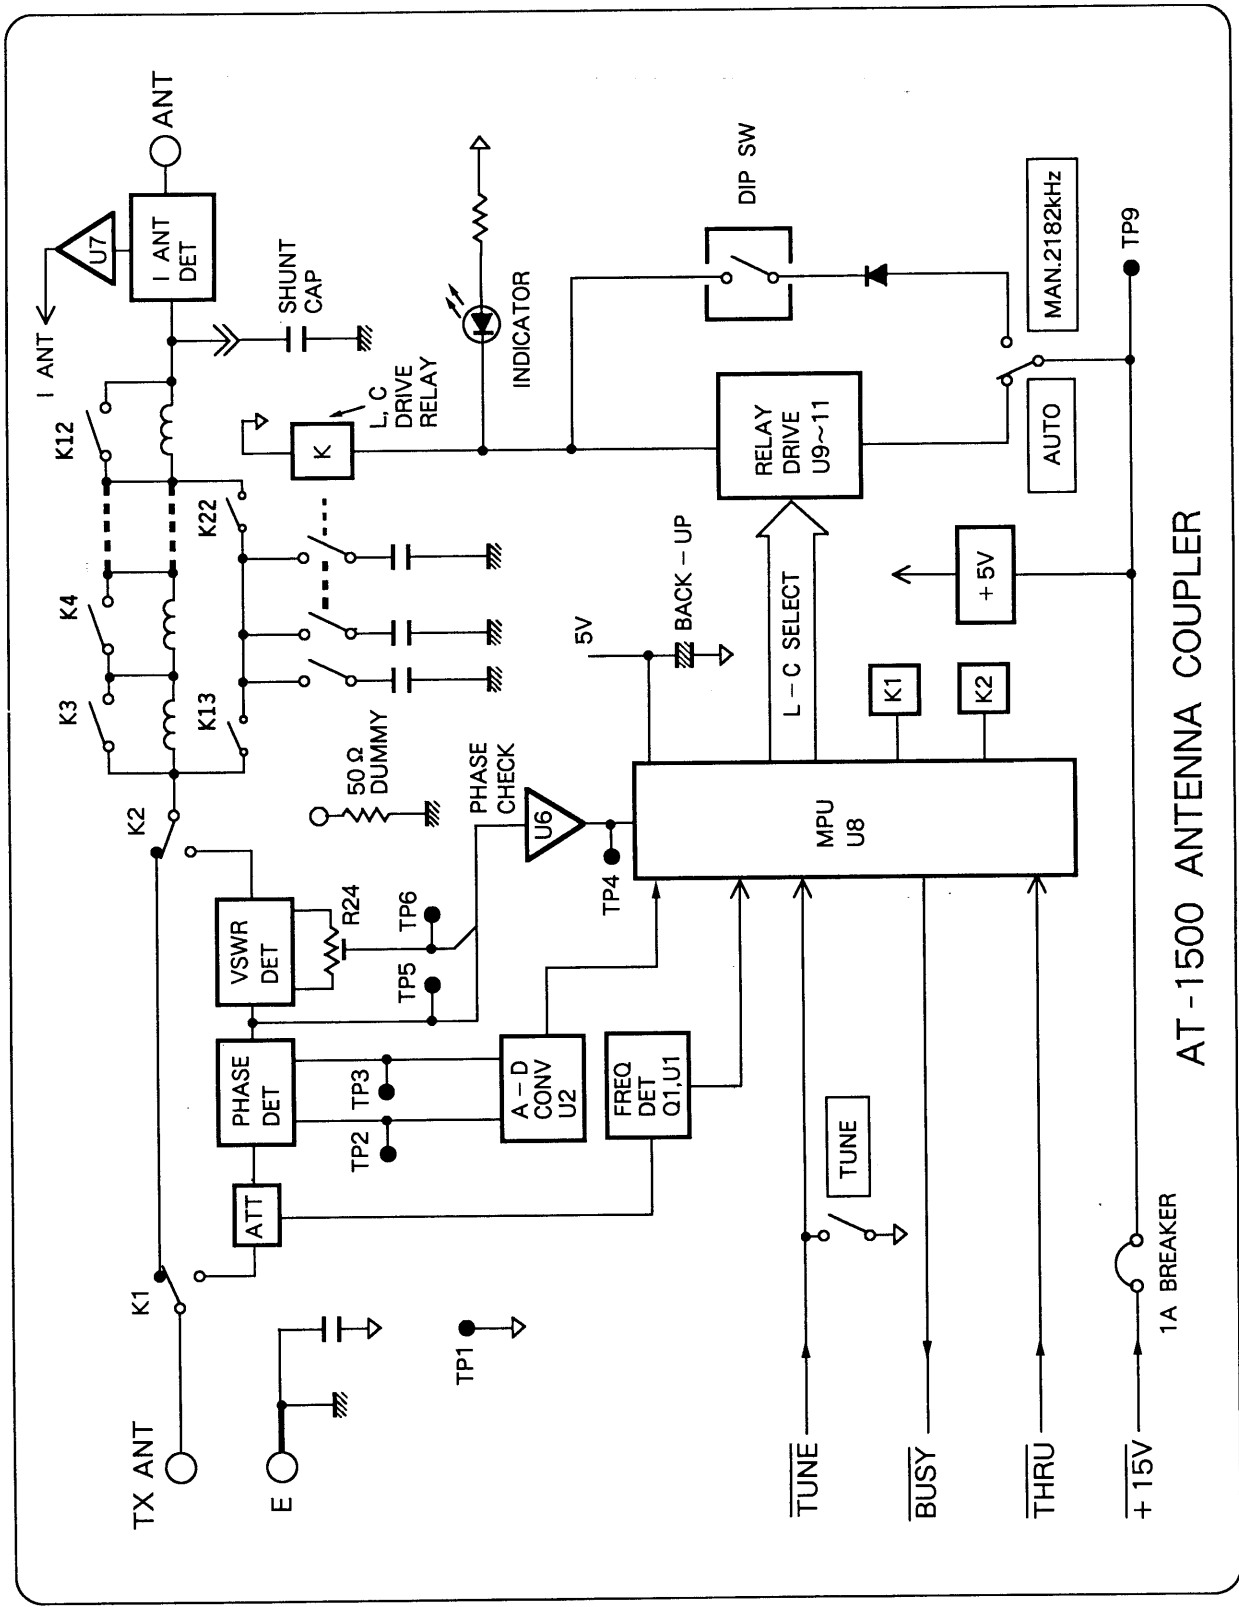 TX ANT
K1
K2
K3
K4
K12
I ANT
U7
I ANT
DET
ANT
E
ATT
PHASE
DET
VSWR
DET
R24
K13
K22
SHUNT
CAP
50Ω
DUMMY
K
L, C
DRIVE
RELAY
TP1
TP2
TP3
TP5
TP6
PHASE
CHECK
INDICATOR
A-D
CONV
U2
U6
TP4
FREQ
DET
Q1,U1
5V
BACK-UP
RELAY
DRIVE
U9~11
DIP SW
L-C SELECT
MPU
U8
TUNE
TUNE
BUSY
K1
K2
+5V
AUTO
MAN.2182kHz
THRU
+15V
1A BREAKER
TP9
AT-1500 ANTENNA COUPLER